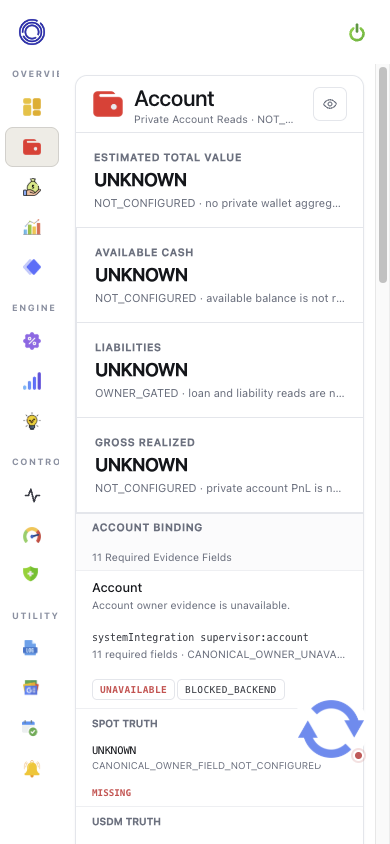 OVERVIE
Account
Private Account Reads · NOT_...
ESTIMATED TOTAL VALUE
UNKNOWN
NOT_CONFIGURED · no private wallet aggreg...
AVAILABLE CASH
UNKNOWN
NOT_CONFIGURED · available balance is not r...
LIABILITIES
UNKNOWN
OWNER_GATED · loan and liability reads are n...
GROSS REALIZED
UNKNOWN
NOT_CONFIGURED · private account PnL is n...
ENGINE
CONTRO
UTILITY
ACCOUNT BINDING
11 Required Evidence Fields
Account
Account owner evidence is unavailable.
systemIntegration supervisor:account
11 required fields · CANONICAL_OWNER_UNAVA...
UNAVAILABLE BLOCKED_BACKEND
SPOT TRUTH
UNKNOWN
CANONICAL_OWNER_FIELD_NOT_CONFIGURED
MISSING
USDM TRUTH